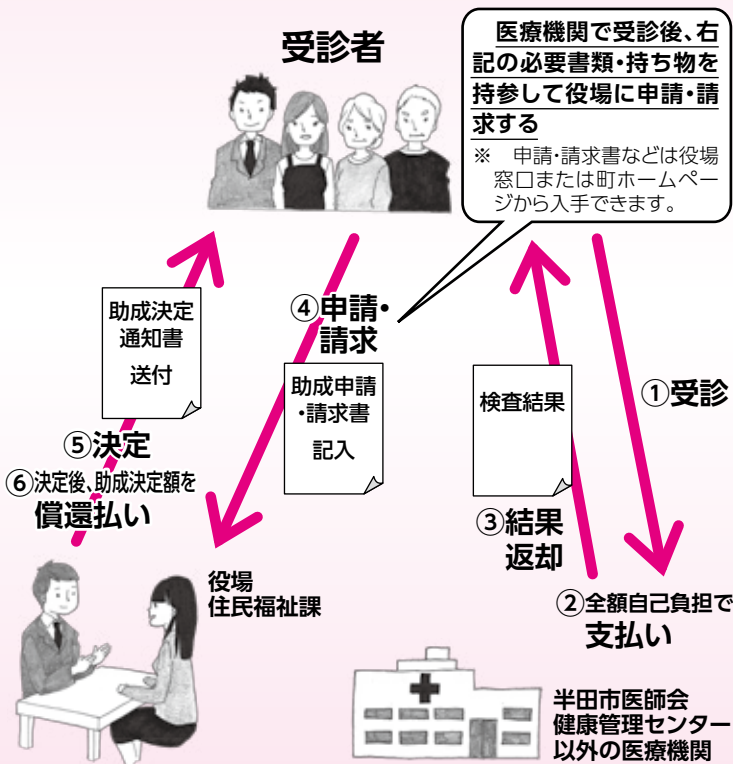 受診者
医療機関で受診後、右
記の必要書類・持ち物を
持参して役場に申請・請
求する
※　申請・請求書などは役場
窓口または町ホームペー
ジから入手できます。
①受診
②全額自己負担で
支払い
半田市医師会
健康管理センター
以外の医療機関
検査結果
③結果
返却
④申請・
請求
助成申請
・請求書
記入
役場
住民福祉課
助成決定
通知書
送付
⑤決定
⑥決定後、助成決定額を
償還払い